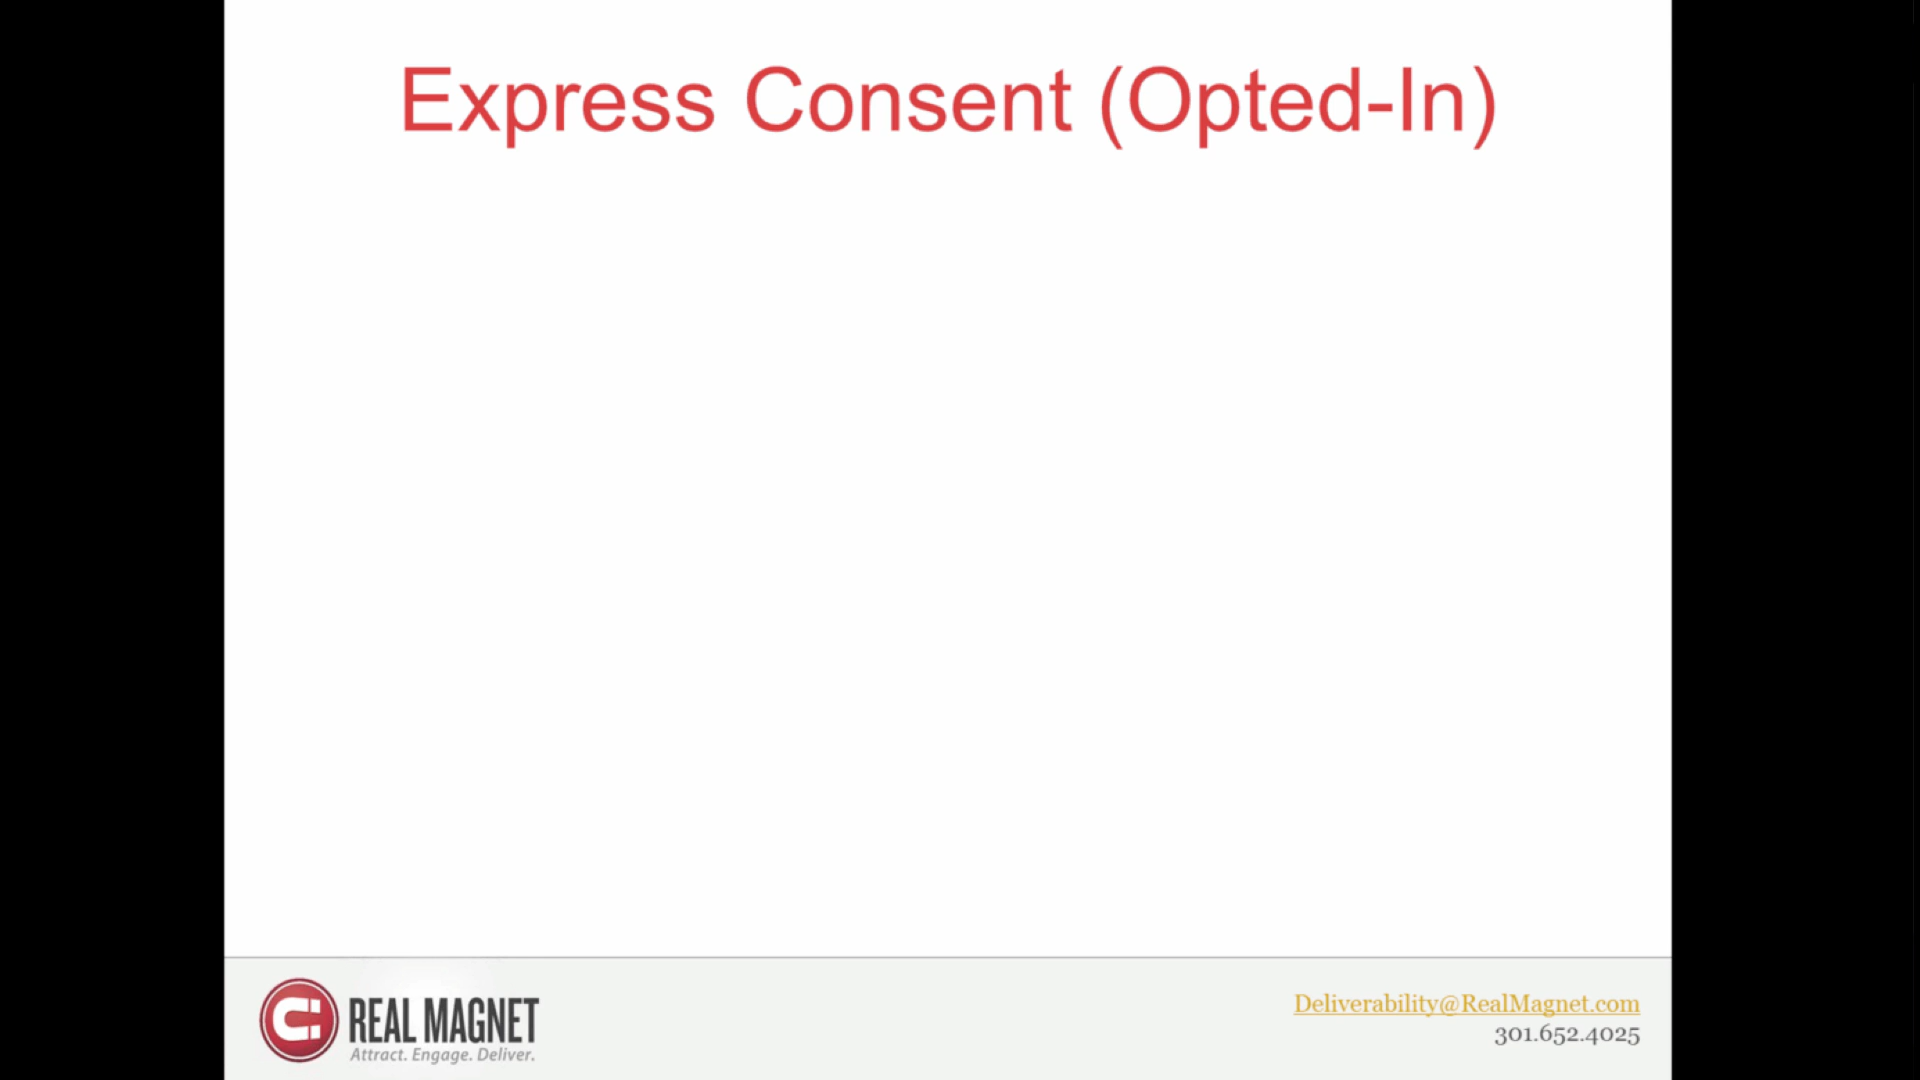 Express Consent (Opted-In)
REAL MAGNET
Attract. Engage. Deliver.
Deliverability@RealMagnet.com
301.652.4025